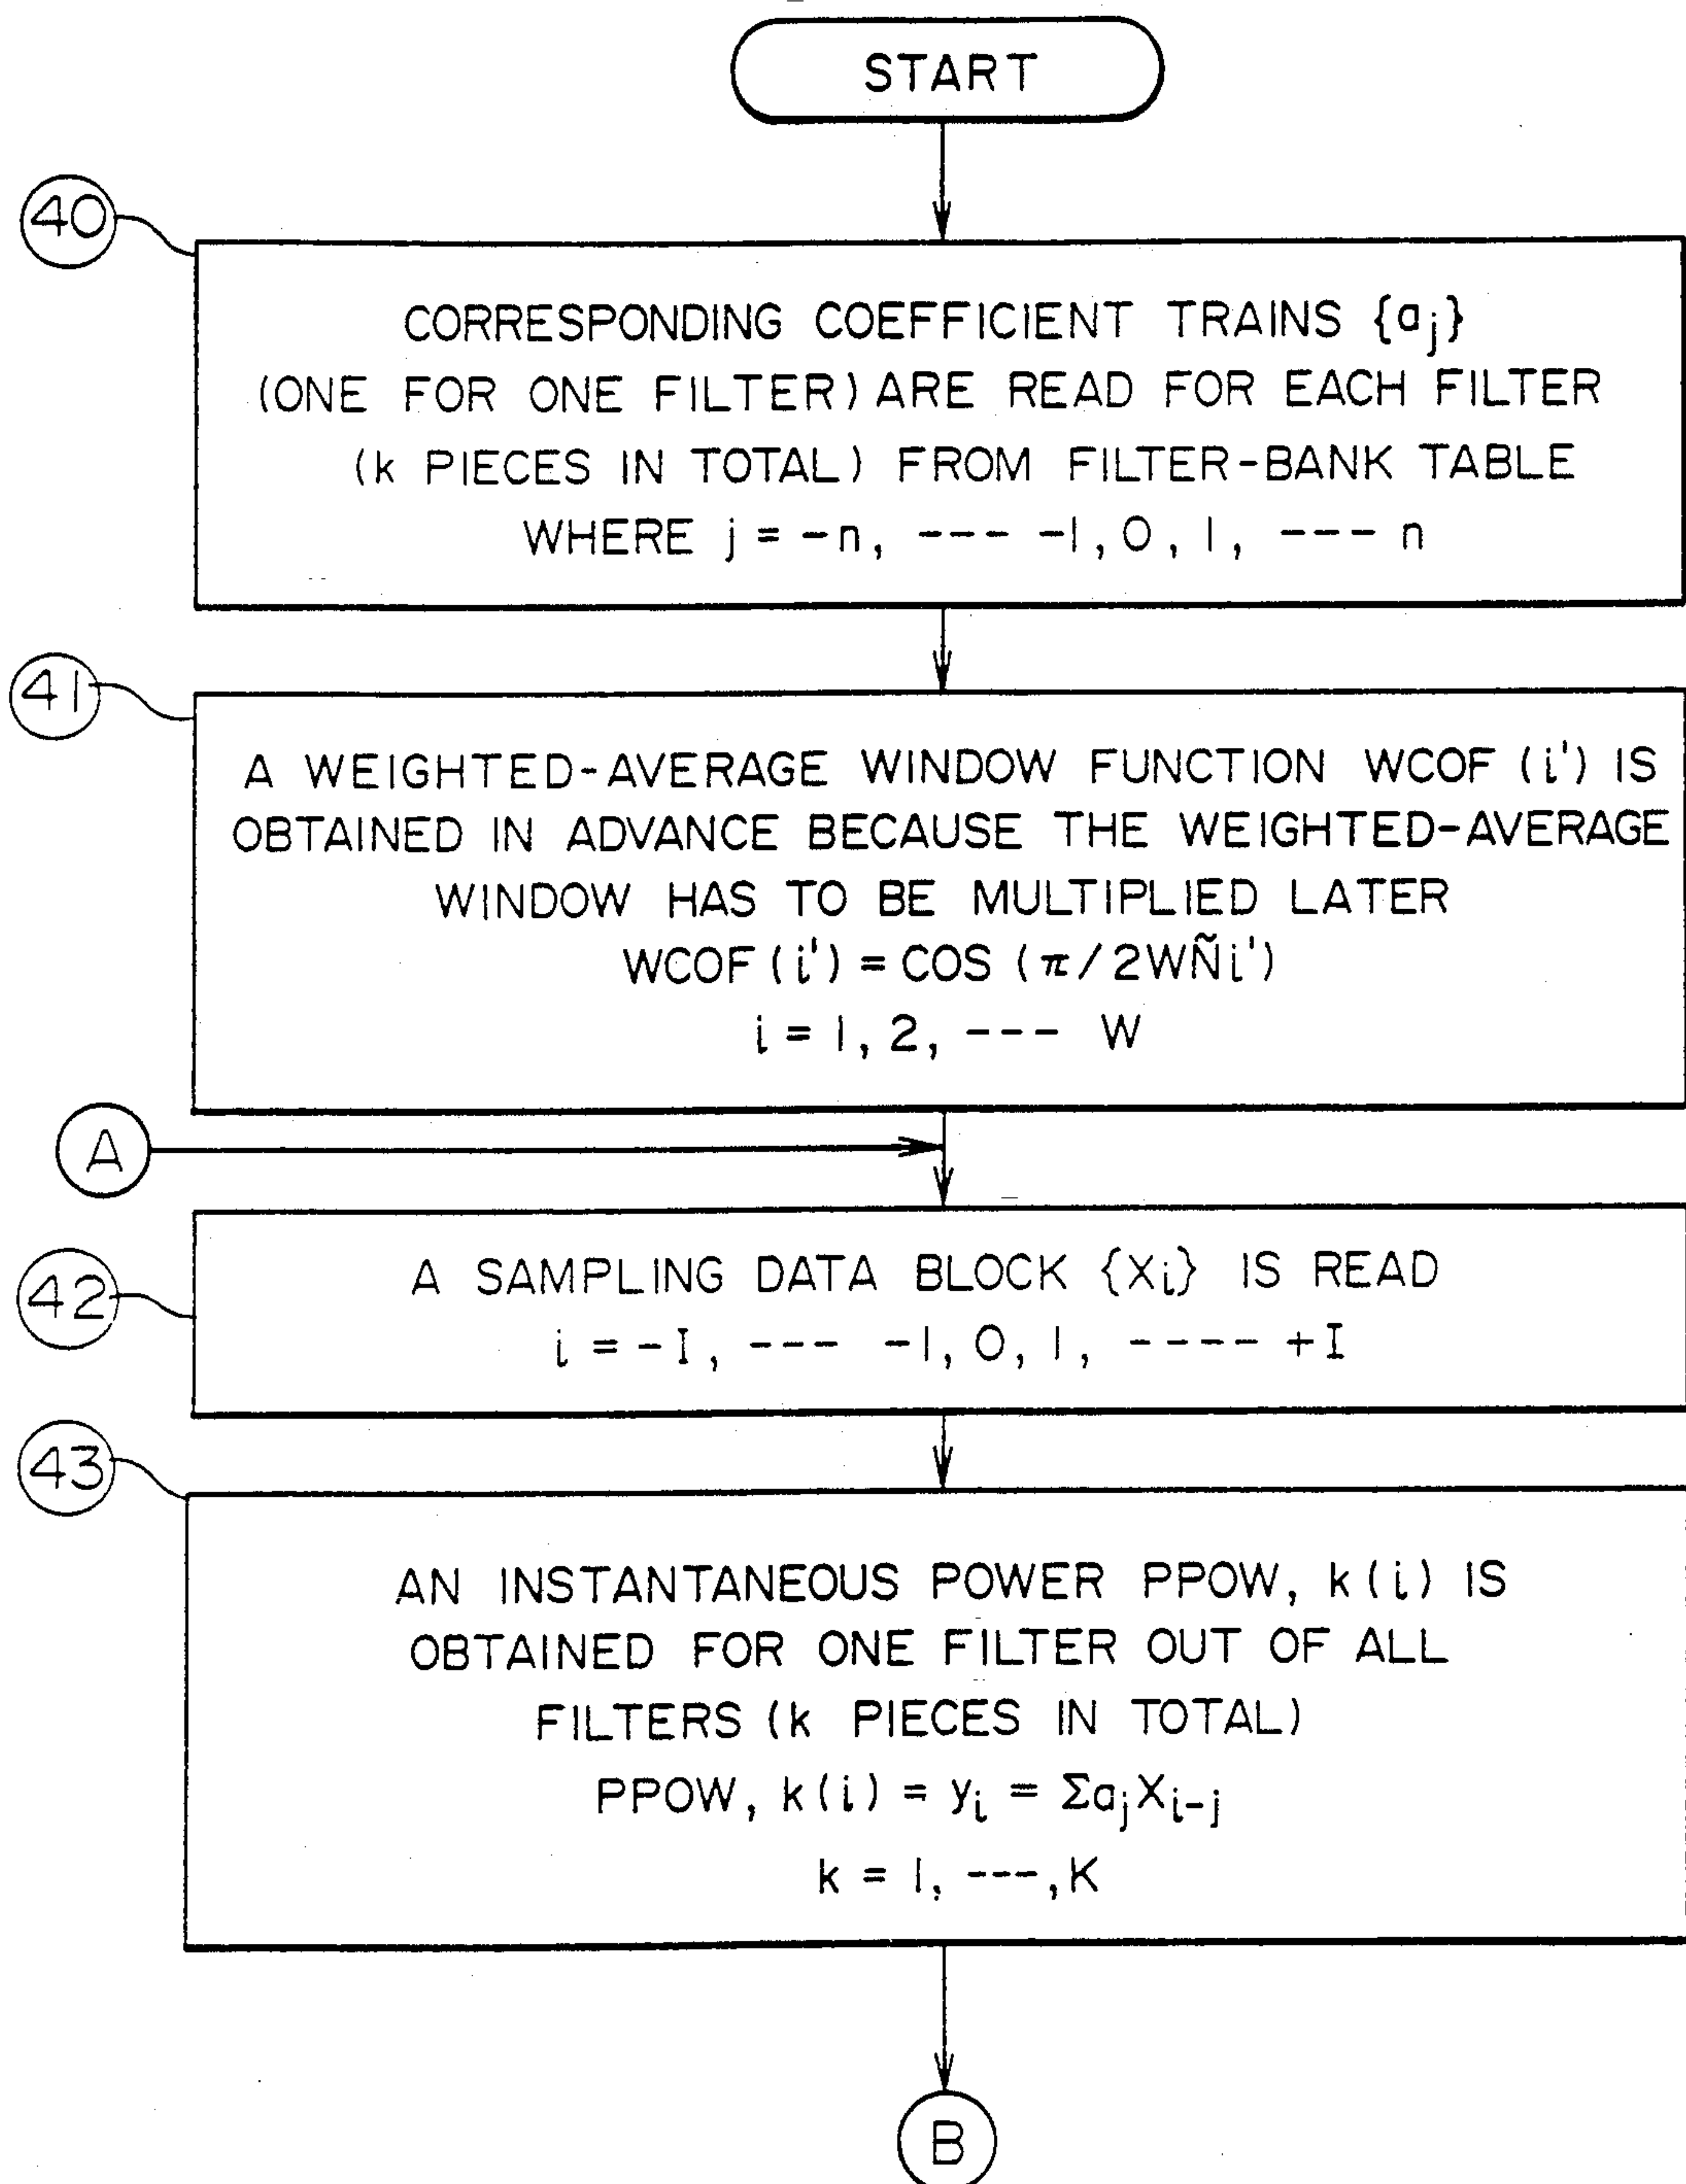 START
40
CORRESPONDING COEFFICIENT TRAINS {aj}
(ONE FOR ONE FILTER) ARE READ FOR EACH FILTER
(k PIECES IN TOTAL) FROM FILTER-BANK TABLE
WHERE j = -n, --- -1, 0, 1, --- n
41
A WEIGHTED-AVERAGE WINDOW FUNCTION WCOF (i') IS
OBTAINED IN ADVANCE BECAUSE THE WEIGHTED-AVERAGE
WINDOW HAS TO BE MULTIPLIED LATER
WCOF (i') = COS (π/2WÑi')
i = 1, 2, --- W
A
42
A SAMPLING DATA BLOCK {Xi} IS READ
i = -I, --- -1, 0, 1, ---- +I
43
AN INSTANTANEOUS POWER PPOW, k(i) IS
OBTAINED FOR ONE FILTER OUT OF ALL
FILTERS (k PIECES IN TOTAL)
PPOW, k(i) = yi = ΣajXi-j
k = 1, ---, K
B